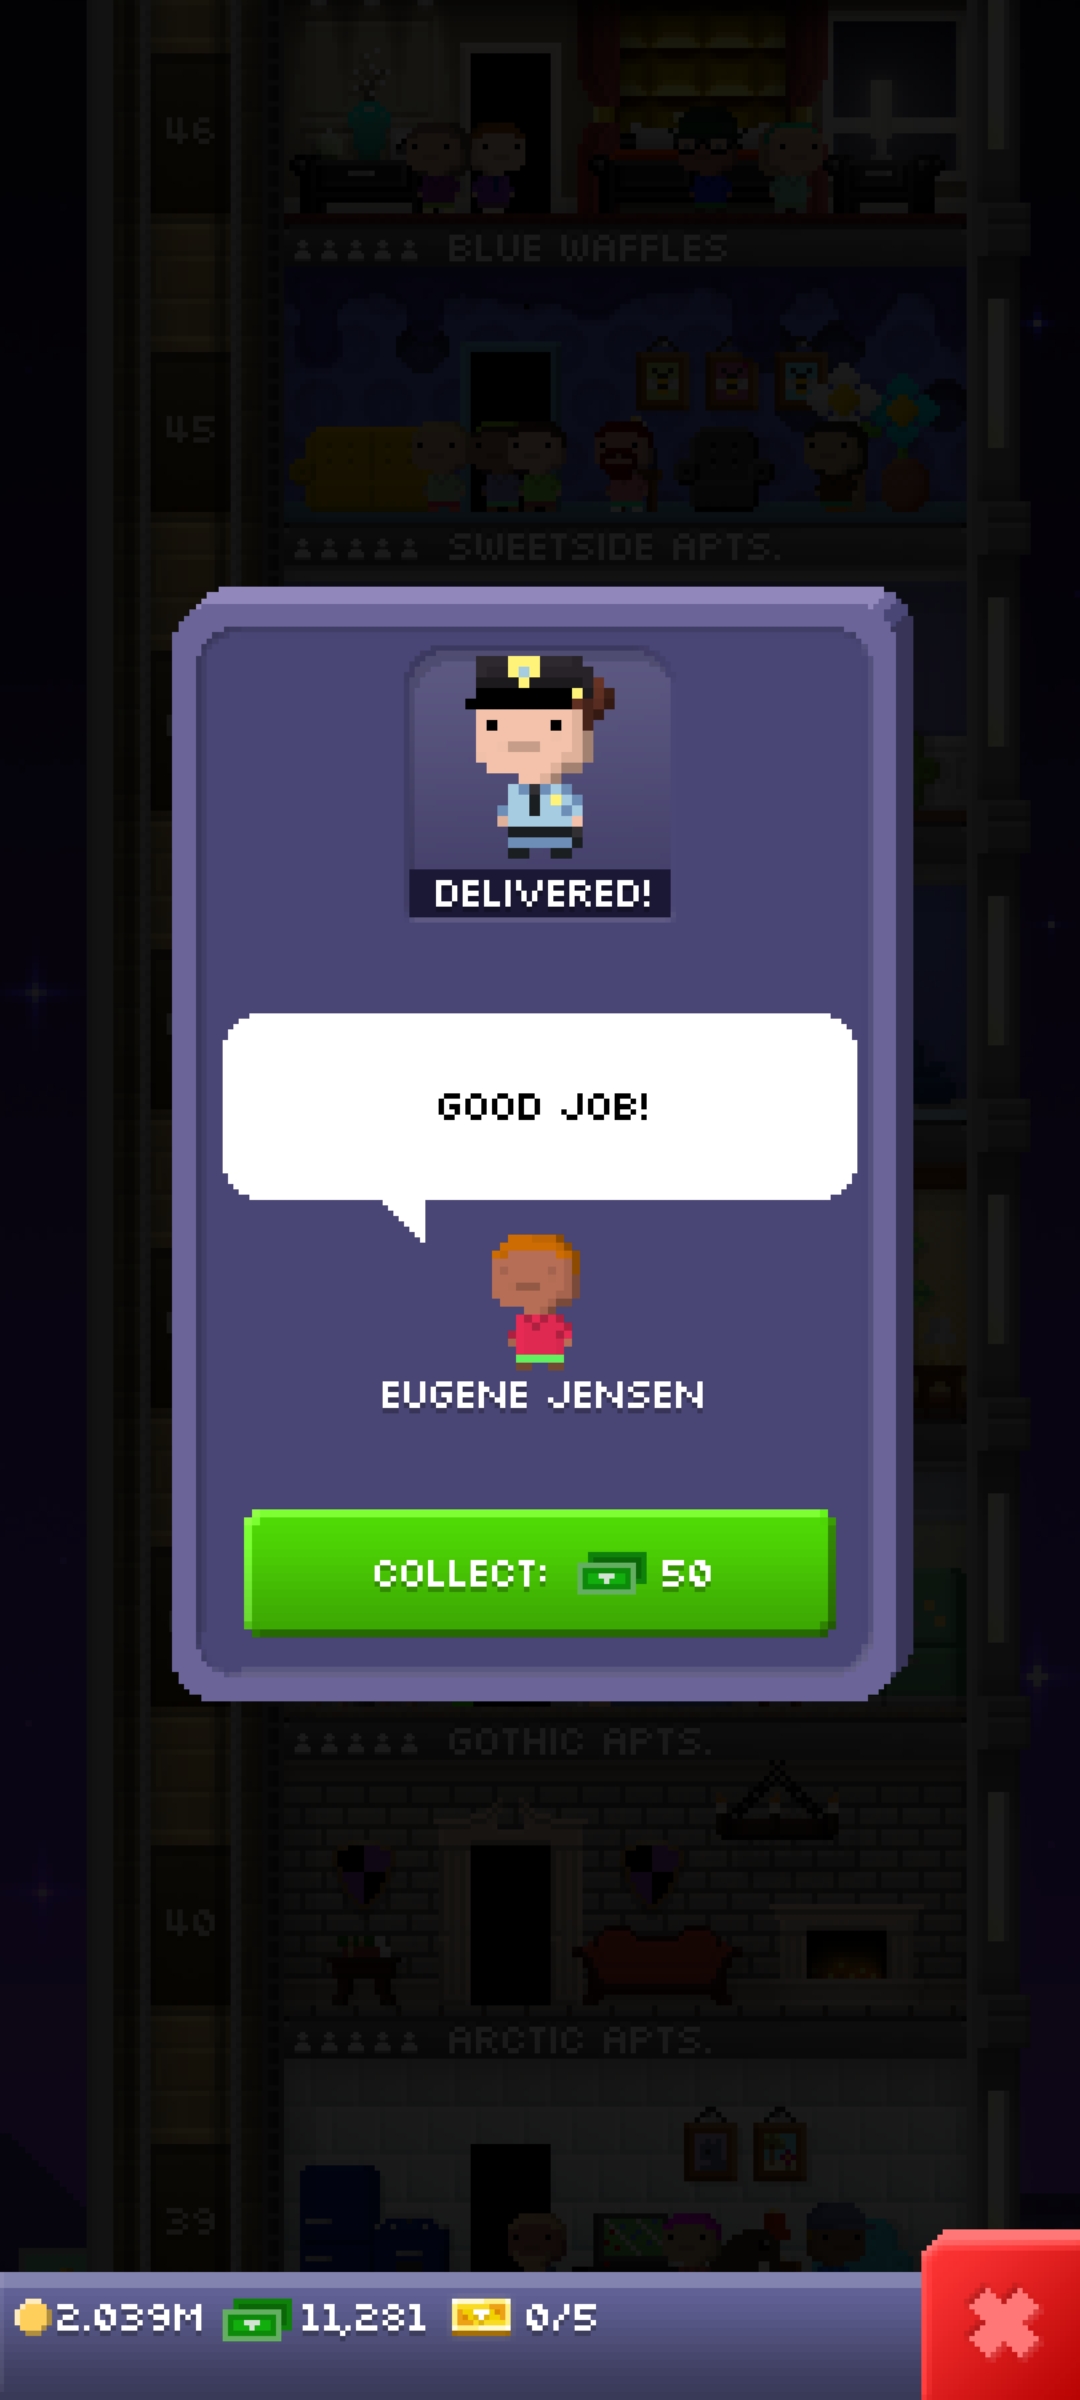 46
BLUE WAFFLES
45
SWEETSIDE APTS.
DELIVERED!
GOOD JOB!
EUGENE JENSEN
COLLECT: 50
GOTHIC APTS.
40
ARCTIC APTS.
39
2.039M 11,281 0/5